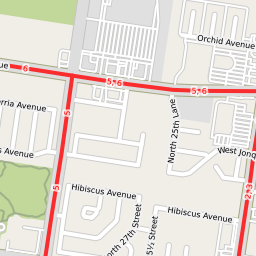 Orchid Avenue
ue
6
5;6
5;6
rria Avenue
5
North 25th Lane
West Jonq
s Avenue
5
Hibiscus Avenue
2;3
Hibiscus Avenue
North 27th Street
5½ Street